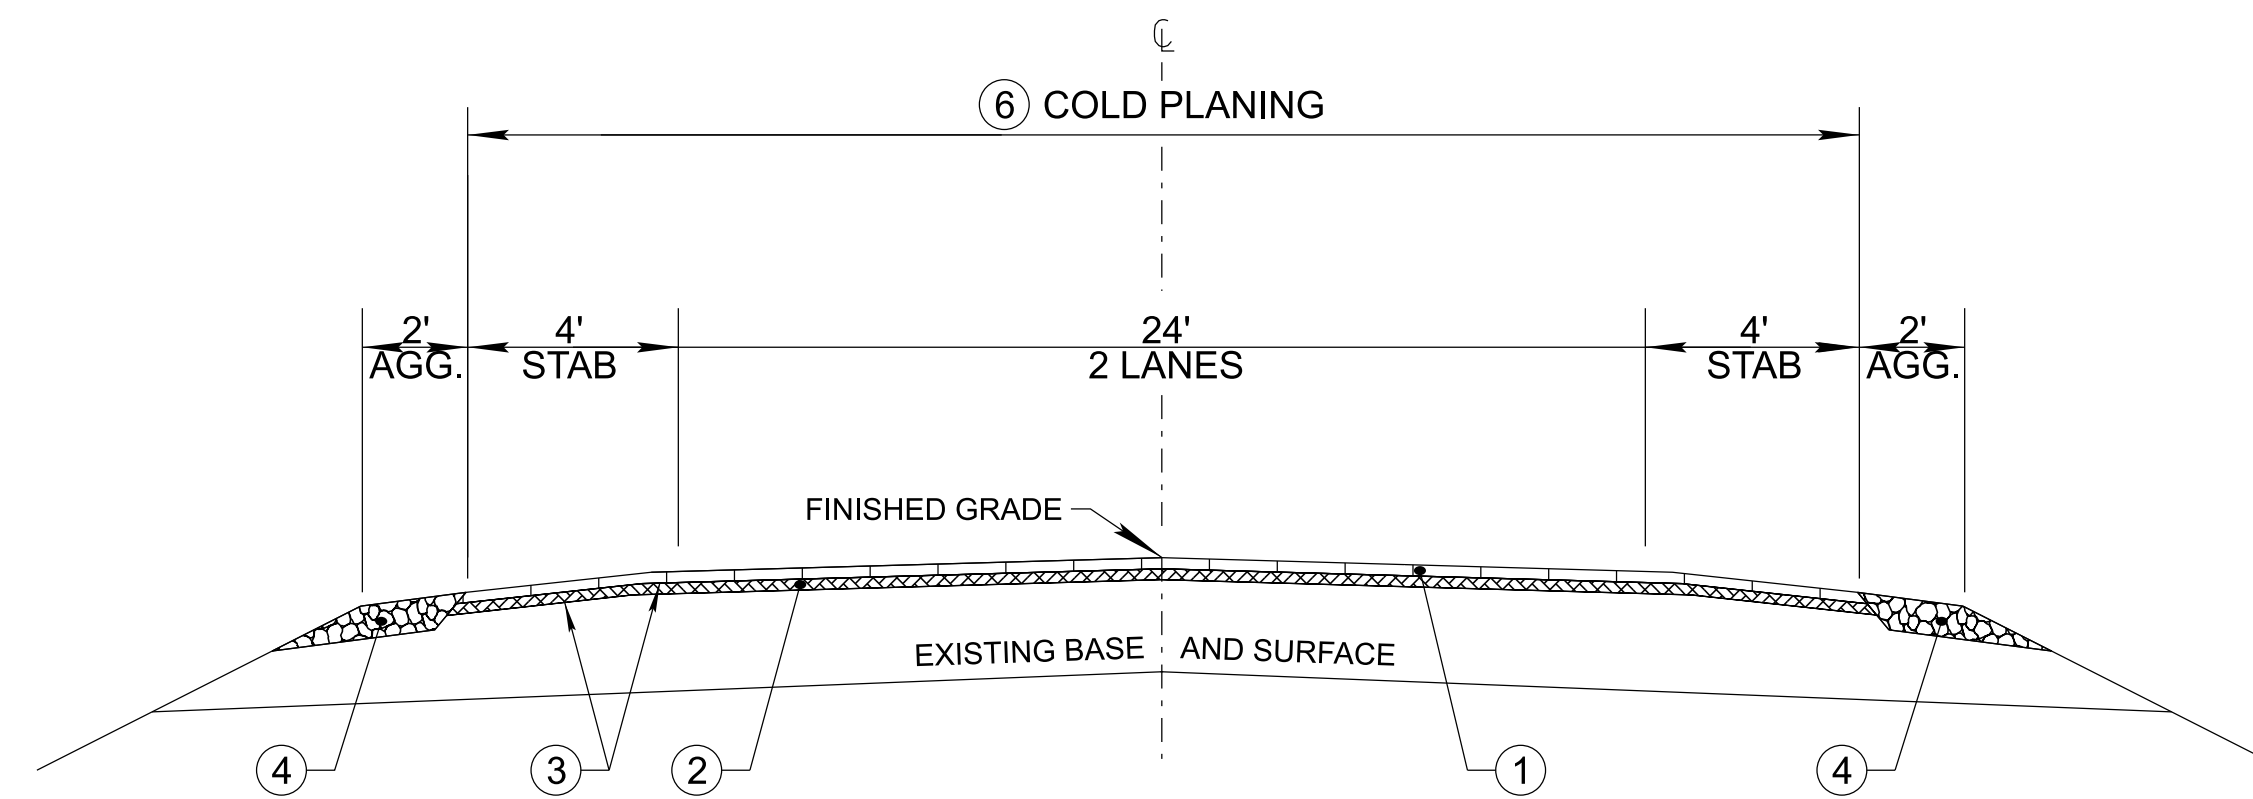 ℄
6 COLD PLANING
2' 4' 24' 4' 2'
AGG. STAB 2 LANES STAB AGG.
FINISHED GRADE
EXISTING BASE AND SURFACE
4 3 2 1 4